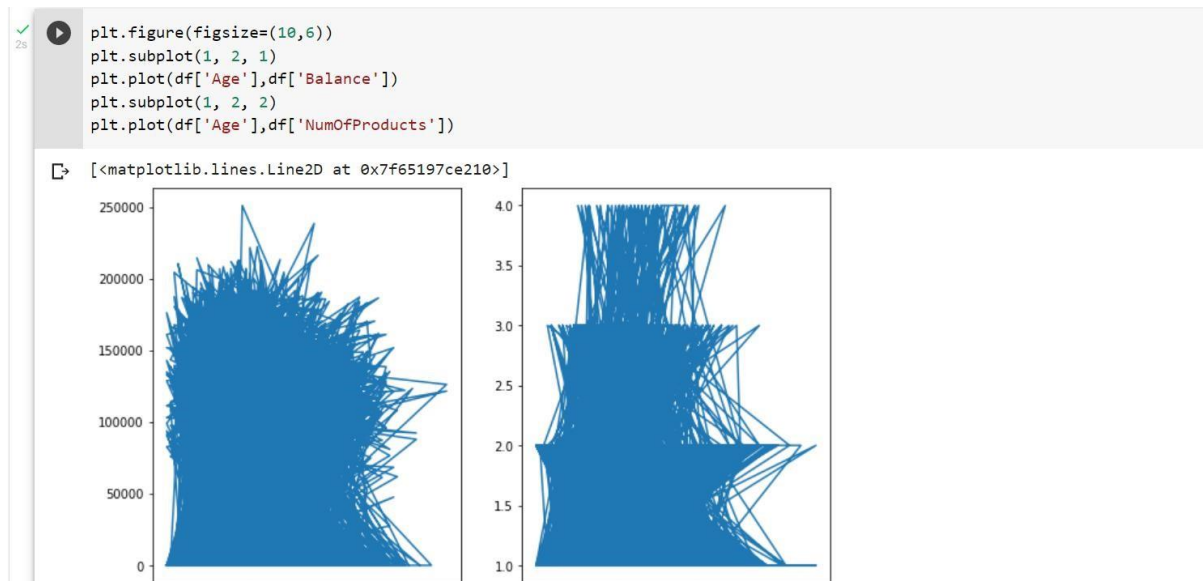 2s
plt.figure(figsize=(10,6))
plt.subplot(1, 2, 1)
plt.plot(df['Age'],df['Balance'])
plt.subplot(1, 2, 2)
plt.plot(df['Age'],df['NumOfProducts'])
[<matplotlib.lines.Line2D at 0x7f65197ce210>]
250000
200000
150000
100000
50000
0
4.0
3.5
3.0
2.5
2.0
1.5
1.0